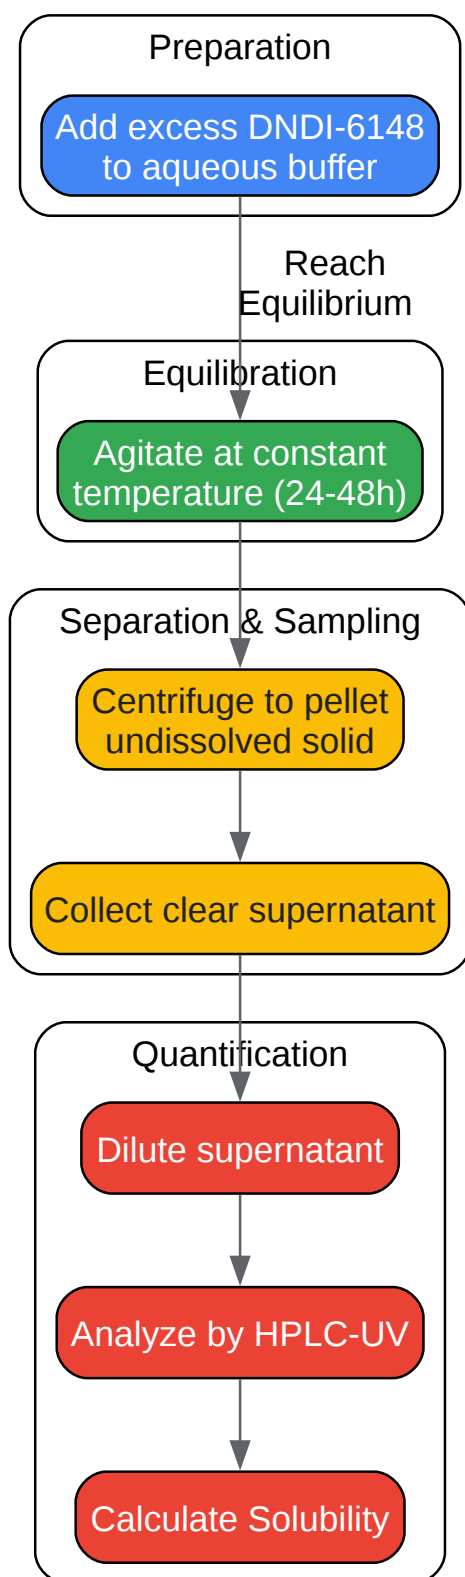 Preparation
Add excess DNDI-6148
to aqueous buffer
Reach
Equilibrium
Equilibration
Agitate at constant
temperature (24-48h)
Separation & Sampling
Centrifuge to pellet
undissolved solid
Collect clear supernatant
Quantification
Dilute supernatant
Analyze by HPLC-UV
Calculate Solubility